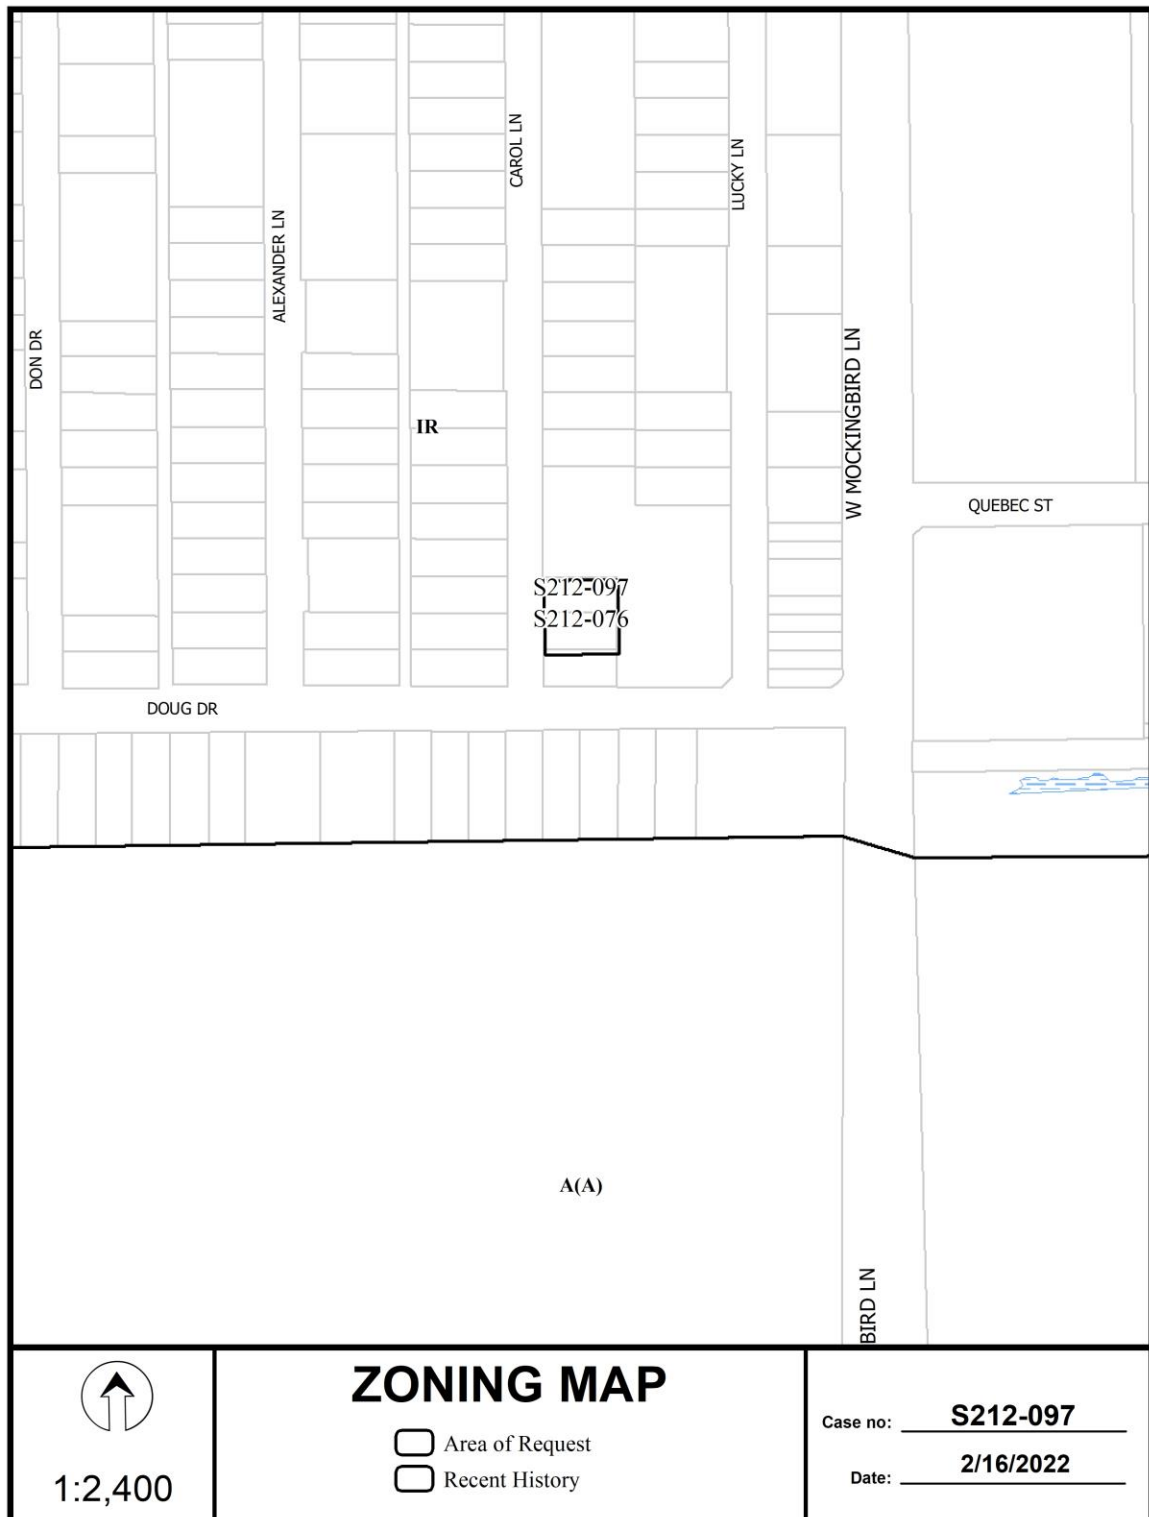 CAROL LN
LUCKY LN
ALEXANDER LN
DON DR
W MOCKINGBIRD LN
IR
QUEBEC ST
S212-097
S212-076
DOUG DR
A(A)
BIRD LN
1:2,400
ZONING MAP
Area of Request
Recent History
Case no: S212-097
Date: 2/16/2022